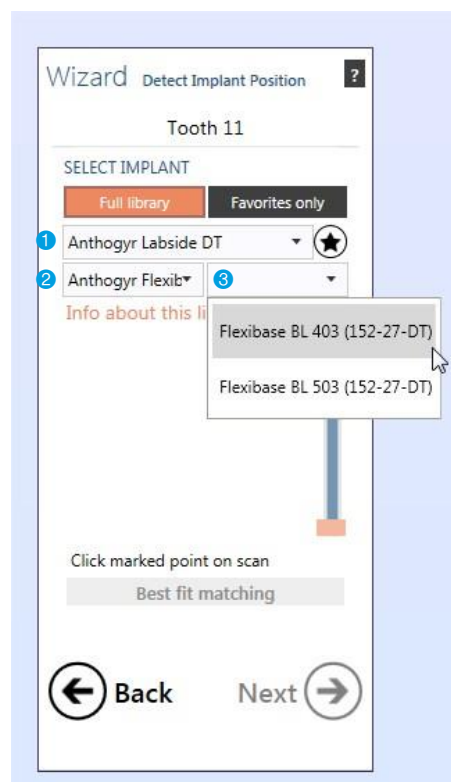 Wizard Detect Implant Position ?
Tooth 11
SELECT IMPLANT
Full library Favorites only
1 Anthogyr Labside DT
2 Anthogyr Flexib 3
Info about this li
Flexibase BL 403 (152-27-DT)
Flexibase BL 503 (152-27-DT)
Click marked point on scan
Best fit matching
Back Next